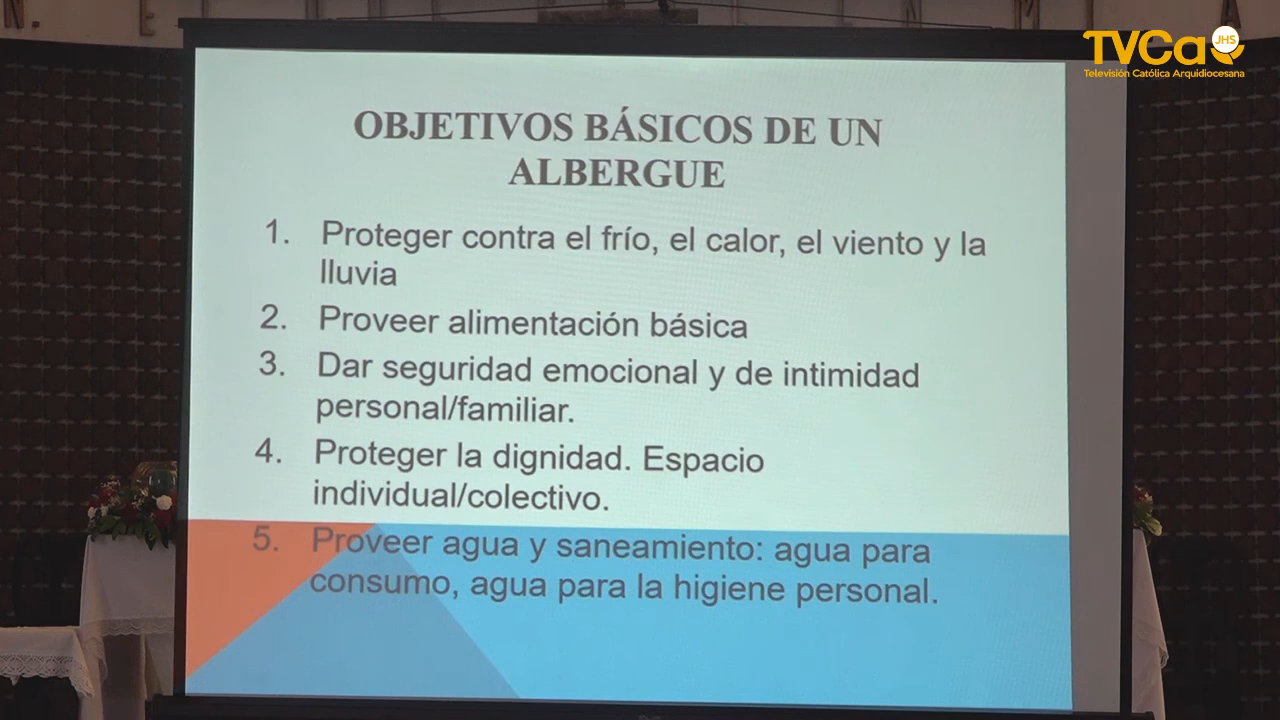 TVCa
JHS
Televisión Católica Arquidiocesana
OBJETIVOS BÁSICOS DE UN
ALBERGUE
1. Proteger contra el frío, el calor, el viento y la
lluvia
2. Proveer alimentación básica
3. Dar seguridad emocional y de intimidad
personal/familiar.
4. Proteger la dignidad. Espacio
individual/colectivo.
5. Proveer agua y saneamiento: agua para
consumo, agua para la higiene personal.